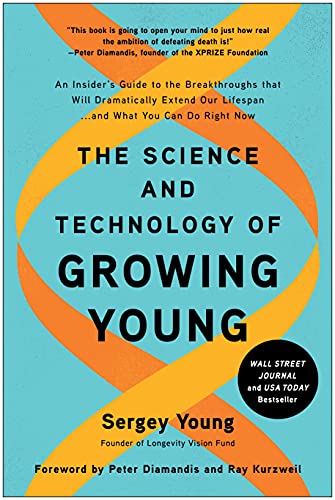 "This book is going to open your mind to just how real
the ambition of defeating death is!"
—Peter Diamandis, founder of the XPRIZE Foundation
An Insider's Guide to the Breakthroughs that
Will Dramatically Extend Our Lifespan
...and What You Can Do Right Now
THE SCIENCE
AND
TECHNOLOGY OF
GROWING
YOUNG
WALL STREET
JOURNAL
and USA TODAY
Bestseller
Sergey Young
Founder of Longevity Vision Fund
Foreword by Peter Diamandis and Ray Kurzweil